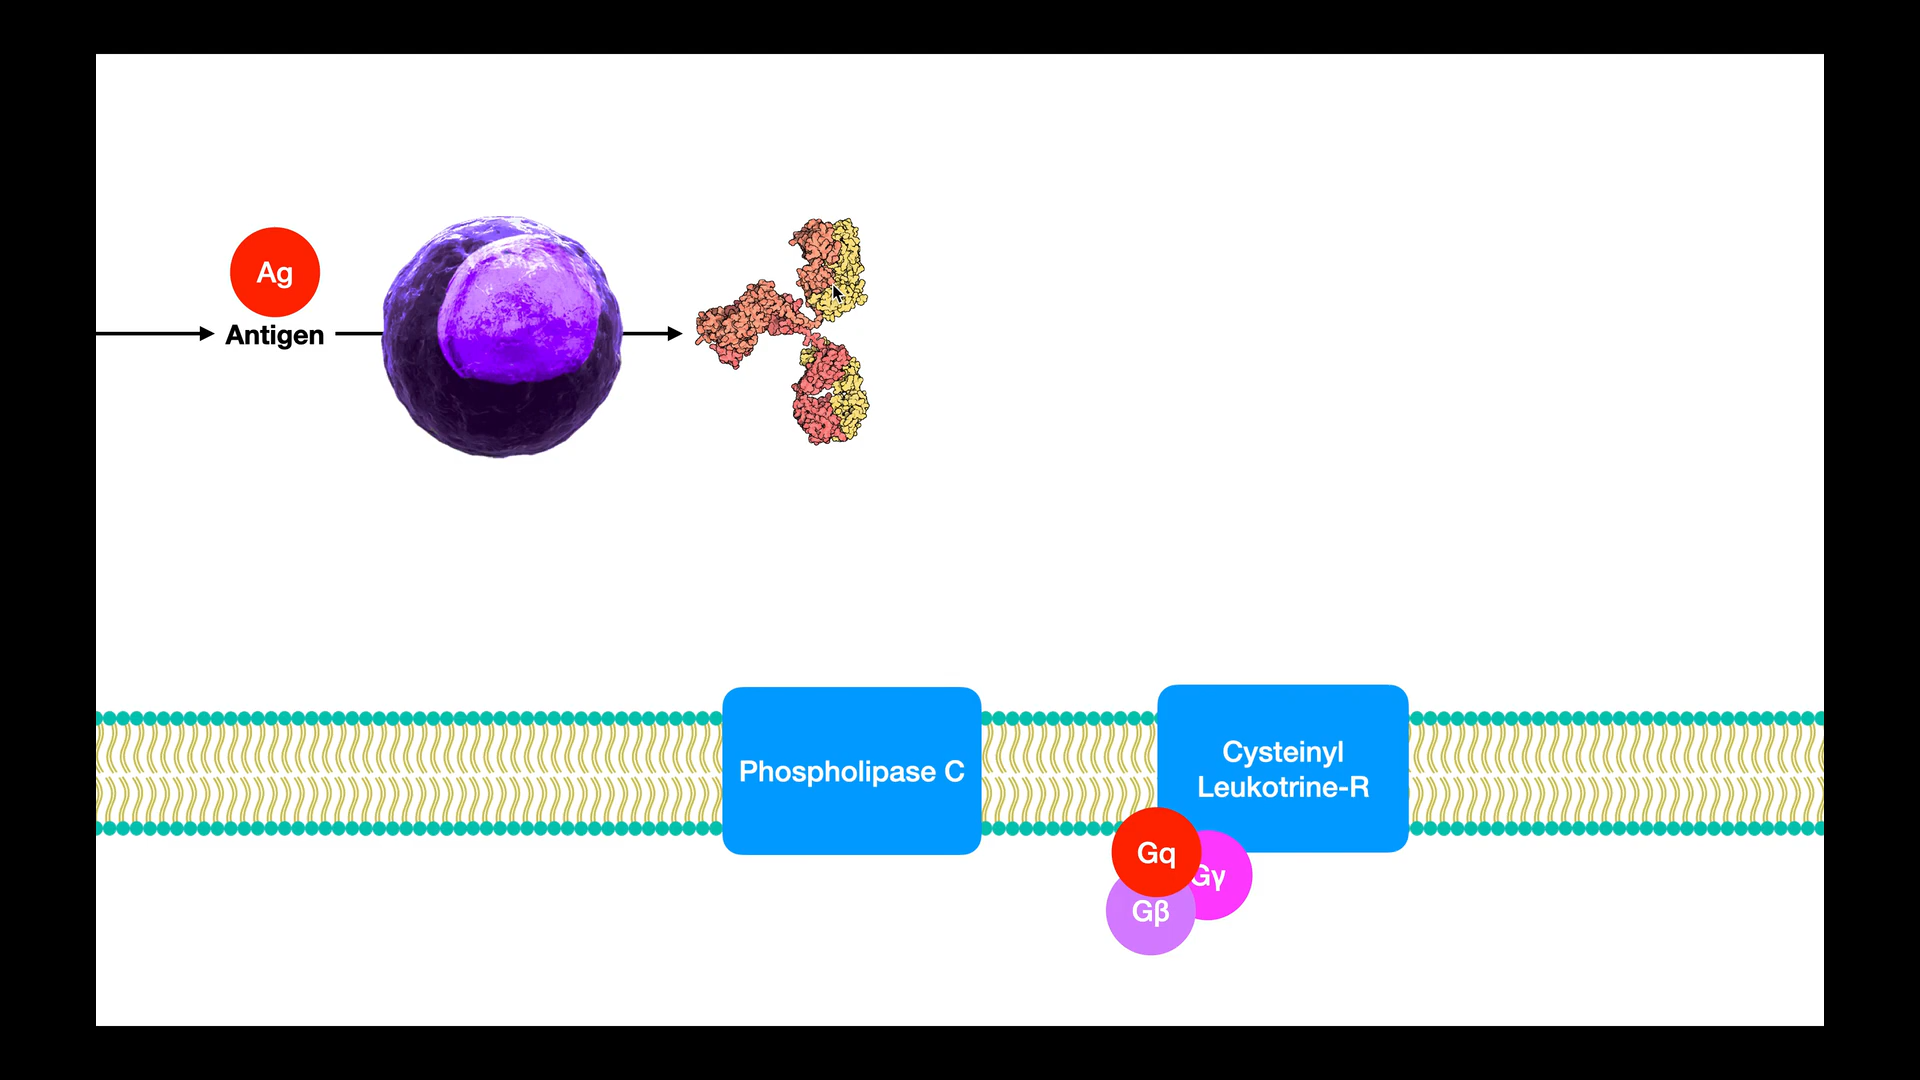 Ag
Antigen
Phospholipase C
Cysteinyl
Leukotrine-R
Gq
Gγ
Gβ